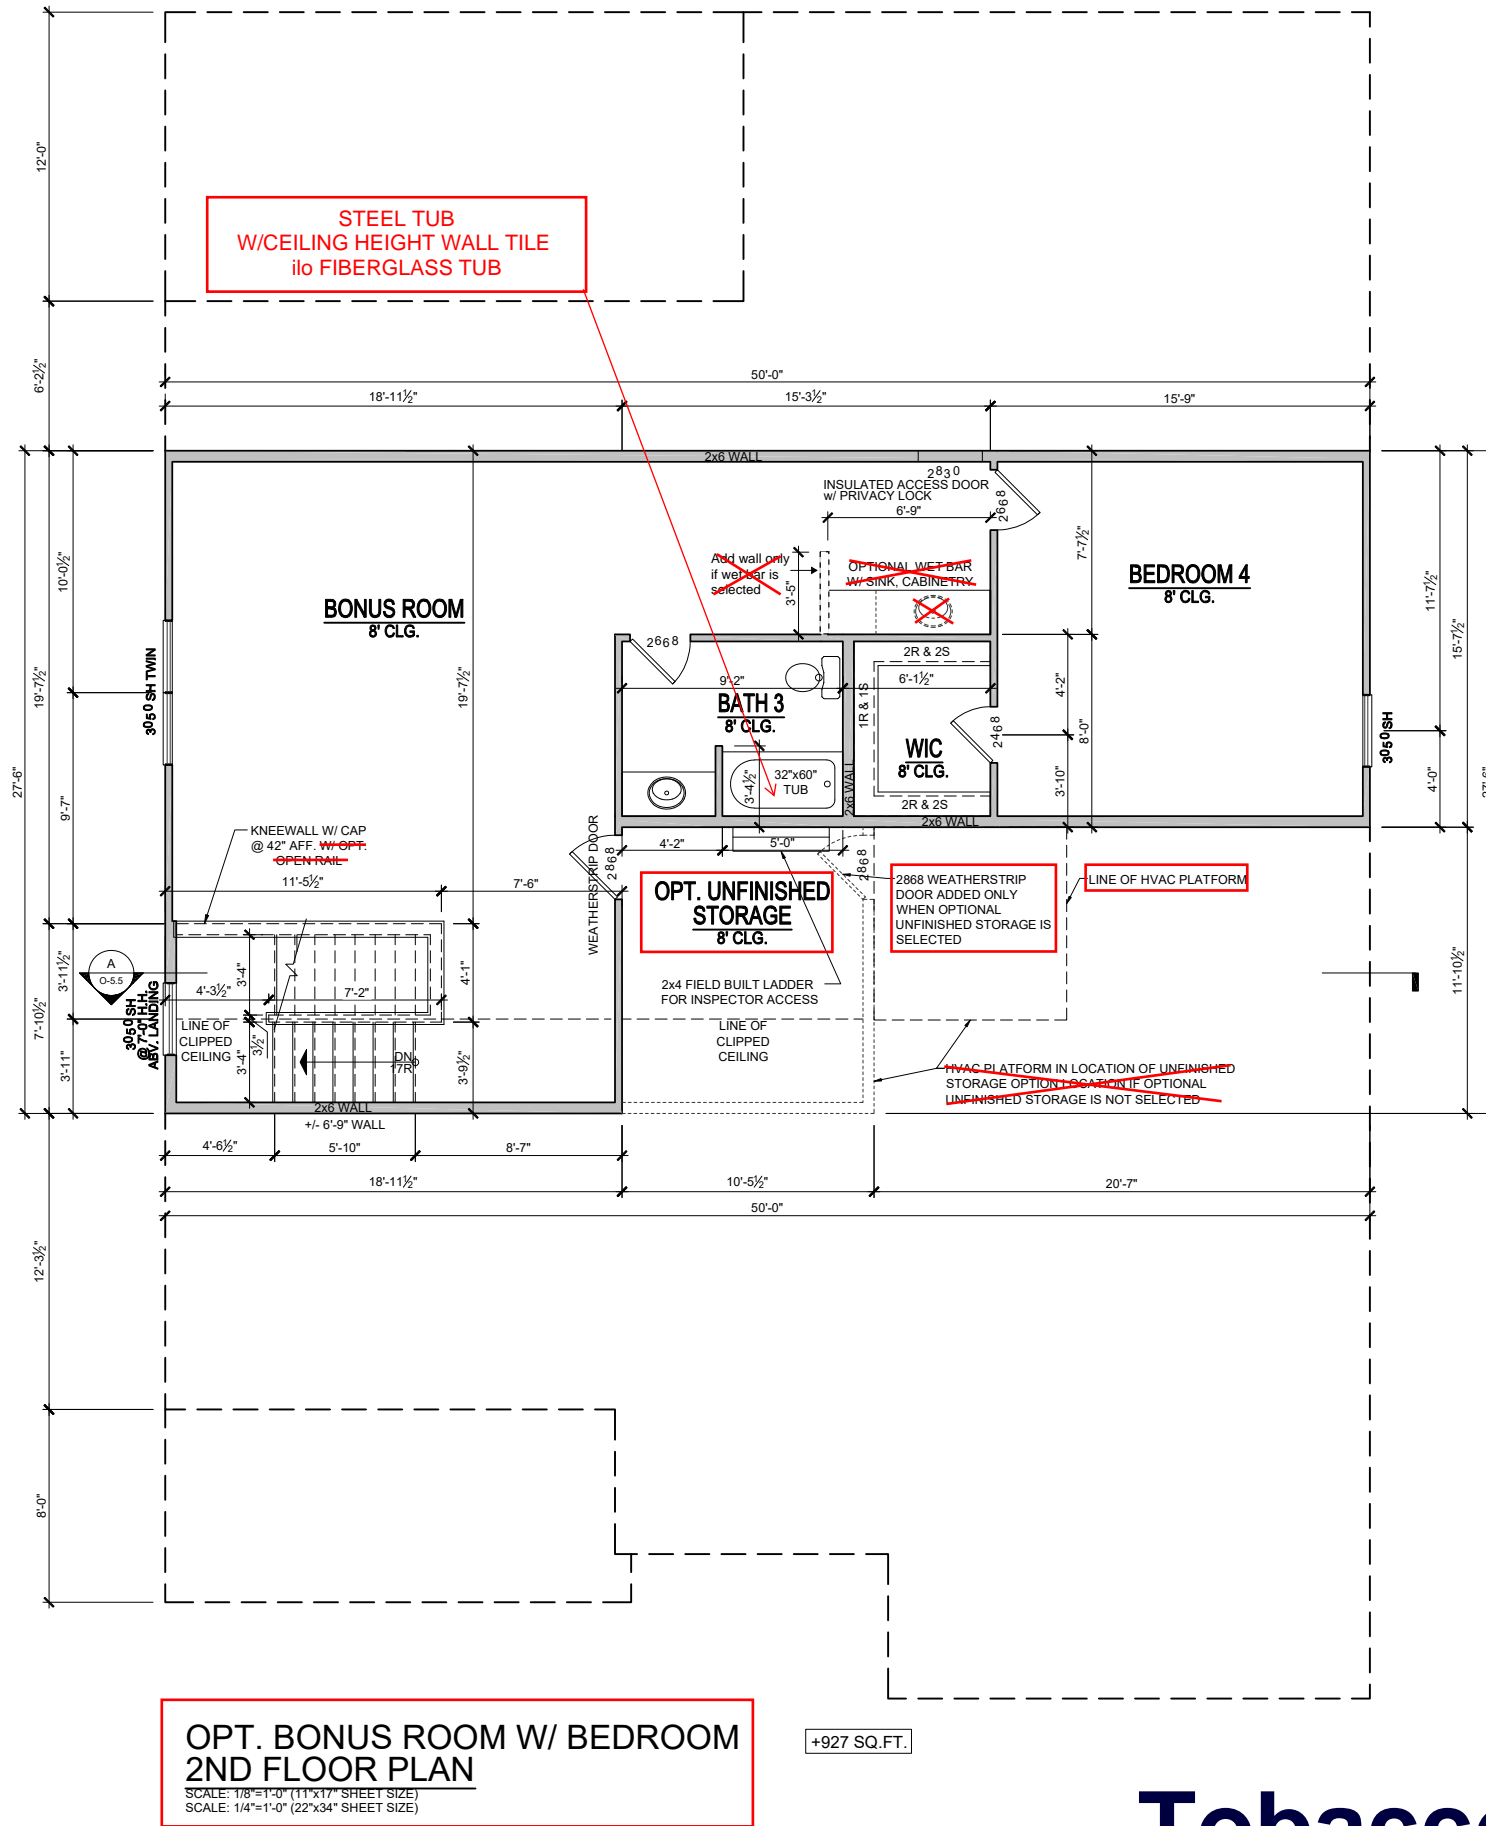 12'-0"
STEEL TUB
W/CEILING HEIGHT WALL TILE
ilo FIBERGLASS TUB
6'-2½"
50'-0"
18'-11½"
15'-3½"
15'-9"
2x6 WALL
2830
INSULATED ACCESS DOOR
w/ PRIVACY LOCK
6'-9"
2668
7'-7½"
10'-0½"
11'-7½"
15'-7½"
Add wall only
if wet bar is
selected
3'-5"
OPTIONAL WET BAR
W/ SINK, CABINETRY
BEDROOM 4
8' CLG.
BONUS ROOM
8' CLG.
2668
2R & 2S
19'-7½"
3050 SH TWIN
19'-7½"
9'-2"
6'-1½"
1R & 1S
4'-2"
BATH 3
8' CLG.
WIC
8' CLG.
2468
8'-0"
3050 SH
27'-6"
9'-7"
3'-4½"
32"x60"
TUB
2x6 WALL
3'-10"
4'-0"
27'-6"
2R & 2S
2x6 WALL
KNEEWALL W/ CAP
@ 42" AFF. W/ OPT.
OPEN RAIL
WEATHERSTRIP DOOR
2868
4'-2"
5'-0"
2868
11'-5½"
7'-6"
OPT. UNFINISHED
STORAGE
8' CLG.
2868 WEATHERSTRIP
DOOR ADDED ONLY
WHEN OPTIONAL
UNFINISHED STORAGE IS
SELECTED
LINE OF HVAC PLATFORM
A
O-5.5
3'-11½"
3'-4"
4'-1"
11'-10½"
4'-3½"
7'-2"
2x4 FIELD BUILT LADDER
FOR INSPECTOR ACCESS
7'-10½"
3050 SH
@ 7'-0" H.H.
ABV. LANDING
LINE OF
CLIPPED
CEILING
3½"
LINE OF
CLIPPED
CEILING
3'-11"
3'-4"
DN
17R
3'-9½"
HVAC PLATFORM IN LOCATION OF UNFINISHED
STORAGE OPTION LOCATION IF OPTIONAL
UNFINISHED STORAGE IS NOT SELECTED
2x6 WALL
+/- 6'-9" WALL
4'-6½"
5'-10"
8'-7"
18'-11½"
10'-5½"
20'-7"
50'-0"
12'-3½"
8'-0"
OPT. BONUS ROOM W/ BEDROOM
2ND FLOOR PLAN
SCALE: 1/8"=1'-0" (11"x17" SHEET SIZE)
SCALE: 1/4"=1'-0" (22"x34" SHEET SIZE)
+927 SQ.FT.